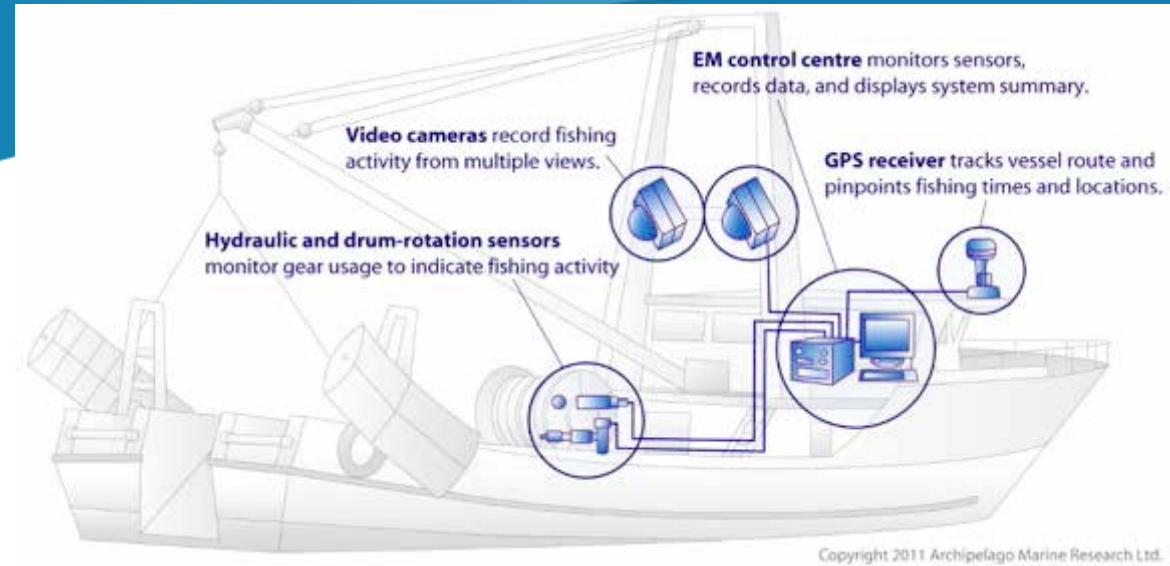 EM control centre monitors sensors,
records data, and displays system summary.
Video cameras record fishing
activity from multiple views.
GPS receiver tracks vessel route and
pinpoints fishing times and locations.
Hydraulic and drum-rotation sensors
monitor gear usage to indicate fishing activity
Copyright 2011 Archipelago Marine Research Ltd.